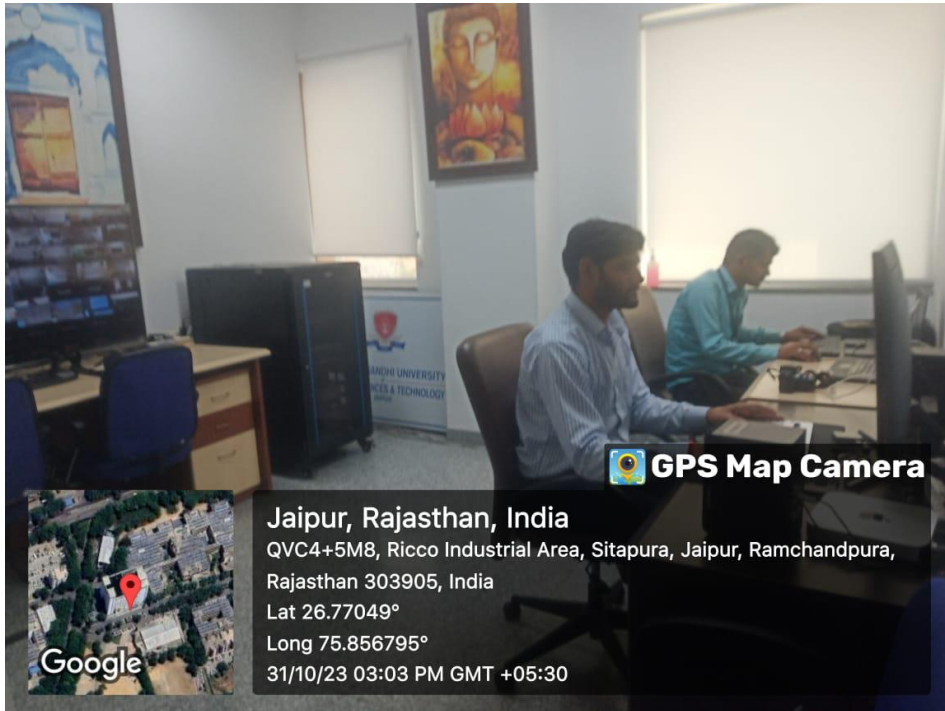 ANDHI UNIVERSITY
CES & TECHNOLOGY
GPS Map Camera
Jaipur, Rajasthan, India
QVC4+5M8, Ricco Industrial Area, Sitapura, Jaipur, Ramchandpura,
Rajasthan 303905, India
Lat 26.77049°
Long 75.856795°
31/10/23 03:03 PM GMT +05:30
Google